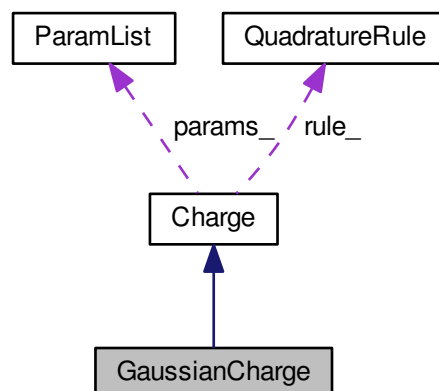 ParamList
QuadratureRule
params_
rule_
Charge
GaussianCharge